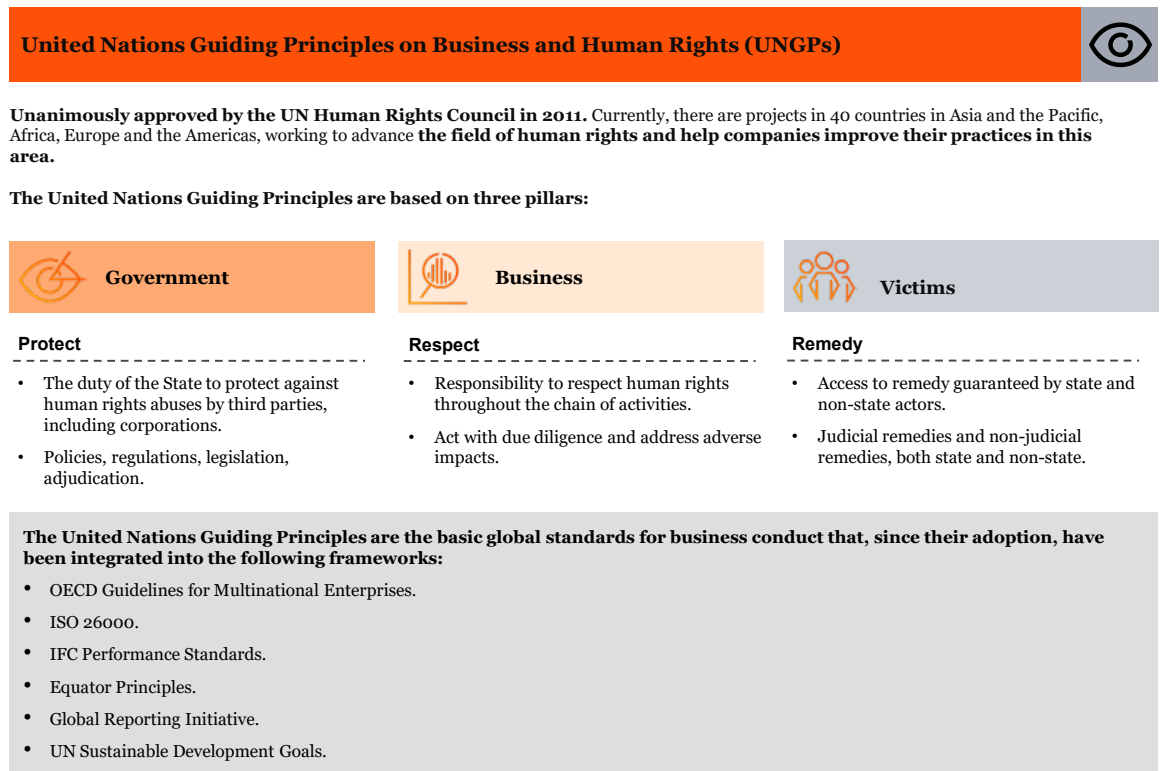 United Nations Guiding Principles on Business and Human Rights (UNGPs)
Unanimously approved by the UN Human Rights Council in 2011. Currently, there are projects in 40 countries in Asia and the Pacific,
Africa, Europe and the Americas, working to advance the field of human rights and help companies improve their practices in this
area.
The United Nations Guiding Principles are based on three pillars:
Government
Protect
• The duty of the State to protect against
human rights abuses by third parties,
including corporations.
• Policies, regulations, legislation,
adjudication.
Business
Respect
• Responsibility to respect human rights
throughout the chain of activities.
• Act with due diligence and address adverse
impacts.
Victims
Remedy
• Access to remedy guaranteed by state and
non-state actors.
• Judicial remedies and non-judicial
remedies, both state and non-state.
The United Nations Guiding Principles are the basic global standards for business conduct that, since their adoption, have
been integrated into the following frameworks:
• OECD Guidelines for Multinational Enterprises.
• ISO 26000.
• IFC Performance Standards.
• Equator Principles.
• Global Reporting Initiative.
• UN Sustainable Development Goals.